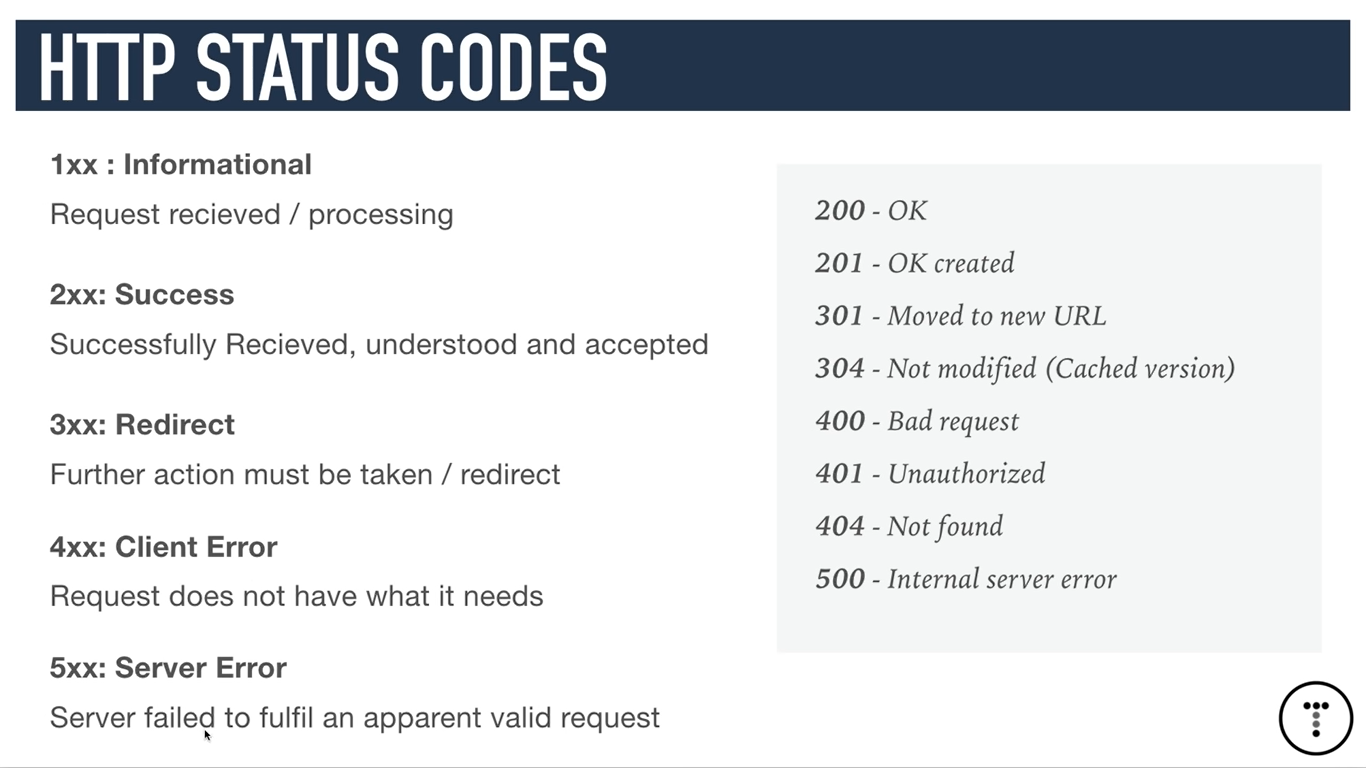 HTTP STATUS CODES
1xx : Informational
Request recieved / processing
2xx: Success
Successfully Recieved, understood and accepted
3xx: Redirect
Further action must be taken / redirect
4xx: Client Error
Request does not have what it needs
5xx: Server Error
Server failed to fulfil an apparent valid request
200 - OK
201 - OK created
301 - Moved to new URL
304 - Not modified (Cached version)
400 - Bad request
401 - Unauthorized
404 - Not found
500 - Internal server error
T